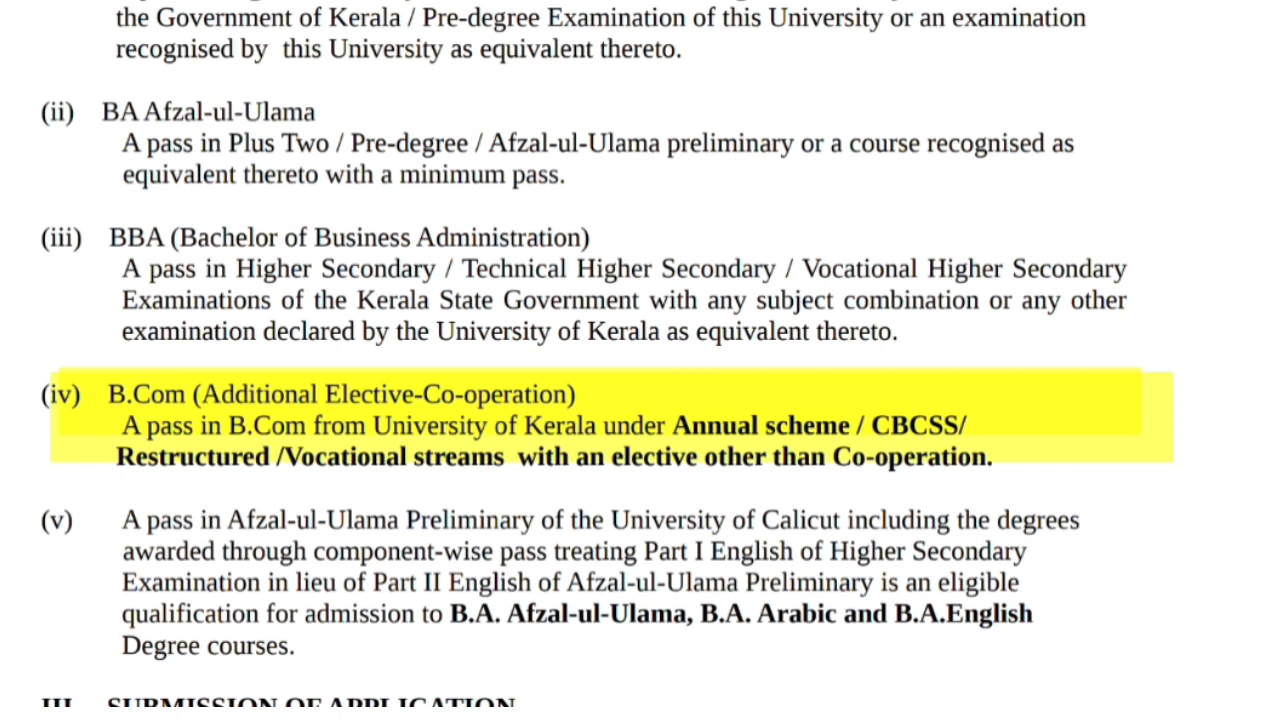 the Government of Kerala / Pre-degree Examination of this University or an examination
recognised by this University as equivalent thereto.
(ii) BA Afzal-ul-Ulama
A pass in Plus Two / Pre-degree / Afzal-ul-Ulama preliminary or a course recognised as
equivalent thereto with a minimum pass.
(iii) BBA (Bachelor of Business Administration)
A pass in Higher Secondary / Technical Higher Secondary / Vocational Higher Secondary
Examinations of the Kerala State Government with any subject combination or any other
examination declared by the University of Kerala as equivalent thereto.
(iv) B.Com (Additional Elective-Co-operation)
A pass in B.Com from University of Kerala under Annual scheme / CBCSS/
Restructured /Vocational streams with an elective other than Co-operation.
(v) A pass in Afzal-ul-Ulama Preliminary of the University of Calicut including the degrees
awarded through component-wise pass treating Part I English of Higher Secondary
Examination in lieu of Part II English of Afzal-ul-Ulama Preliminary is an eligible
qualification for admission to B.A. Afzal-ul-Ulama, B.A. Arabic and B.A.English
Degree courses.
III SUBMISSION OF APPLICATION